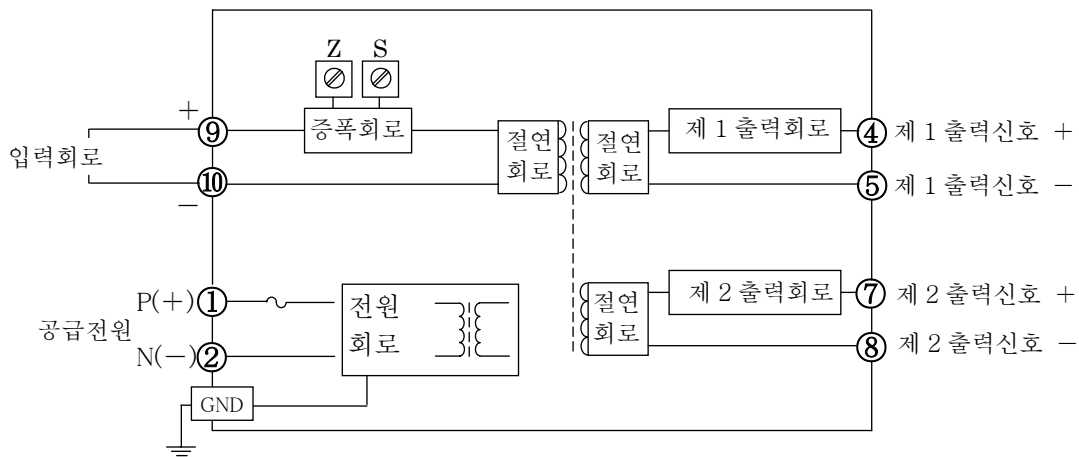 Z S
+
⑨ 증폭회로 절연회로 절연회로 제 1 출력회로 ④ 제 1 출력신호 +
입력회로
⑩ ⑤ 제 1 출력신호 −
−
P(+) ① 전원회로 절연회로 제 2 출력회로 ⑦ 제 2 출력신호 +
공급전원
N(−) ② ⑧ 제 2 출력신호 −
GND